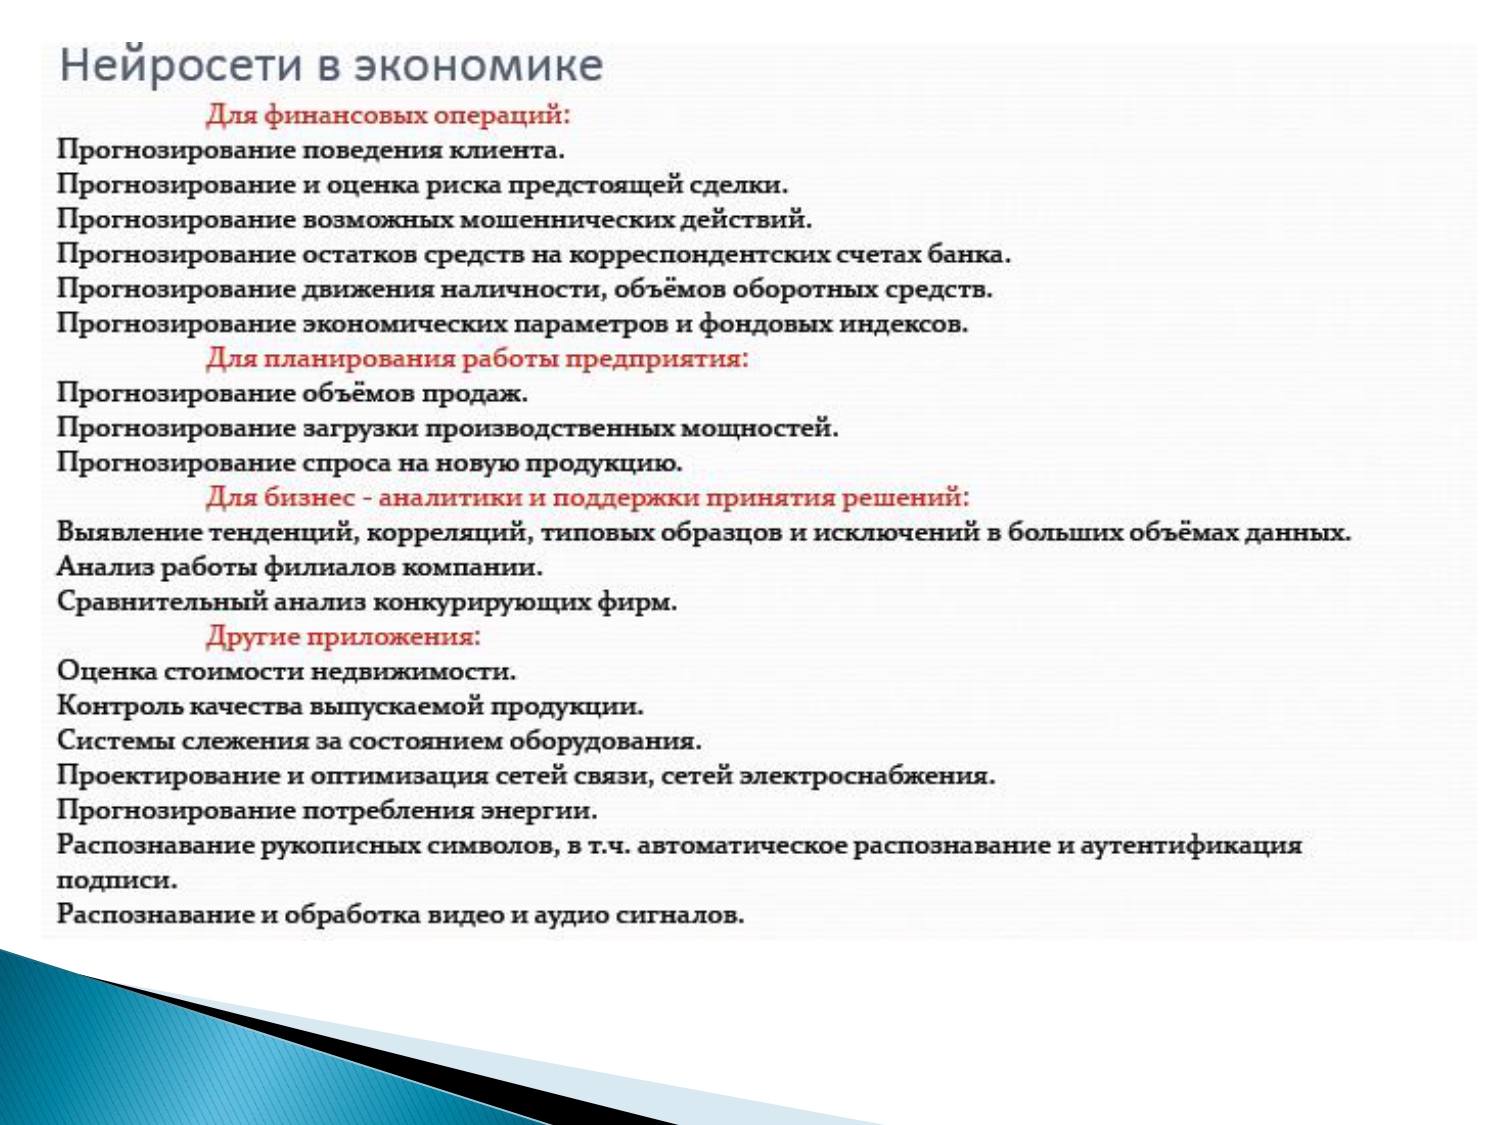 Нейросети в экономике
Для финансовых операций:
Прогнозирование поведения клиента.
Прогнозирование и оценка риска предстоящей сделки.
Прогнозирование возможных мошеннических действий.
Прогнозирование остатков средств на корреспондентских счетах банка.
Прогнозирование движения наличности, объёмов оборотных средств.
Прогнозирование экономических параметров и фондовых индексов.
Для планирования работы предприятия:
Прогнозирование объёмов продаж.
Прогнозирование загрузки производственных мощностей.
Прогнозирование спроса на новую продукцию.
Для бизнес - аналитики и поддержки принятия решений:
Выявление тенденций, корреляций, типовых образцов и исключений в больших объёмах данных.
Анализ работы филиалов компании.
Сравнительный анализ конкурирующих фирм.
Другие приложения:
Оценка стоимости недвижимости.
Контроль качества выпускаемой продукции.
Системы слежения за состоянием оборудования.
Проектирование и оптимизация сетей связи, сетей электроснабжения.
Прогнозирование потребления энергии.
Распознавание рукописных символов, в т.ч. автоматическое распознавание и аутентификация
подписи.
Распознавание и обработка видео и аудио сигналов.